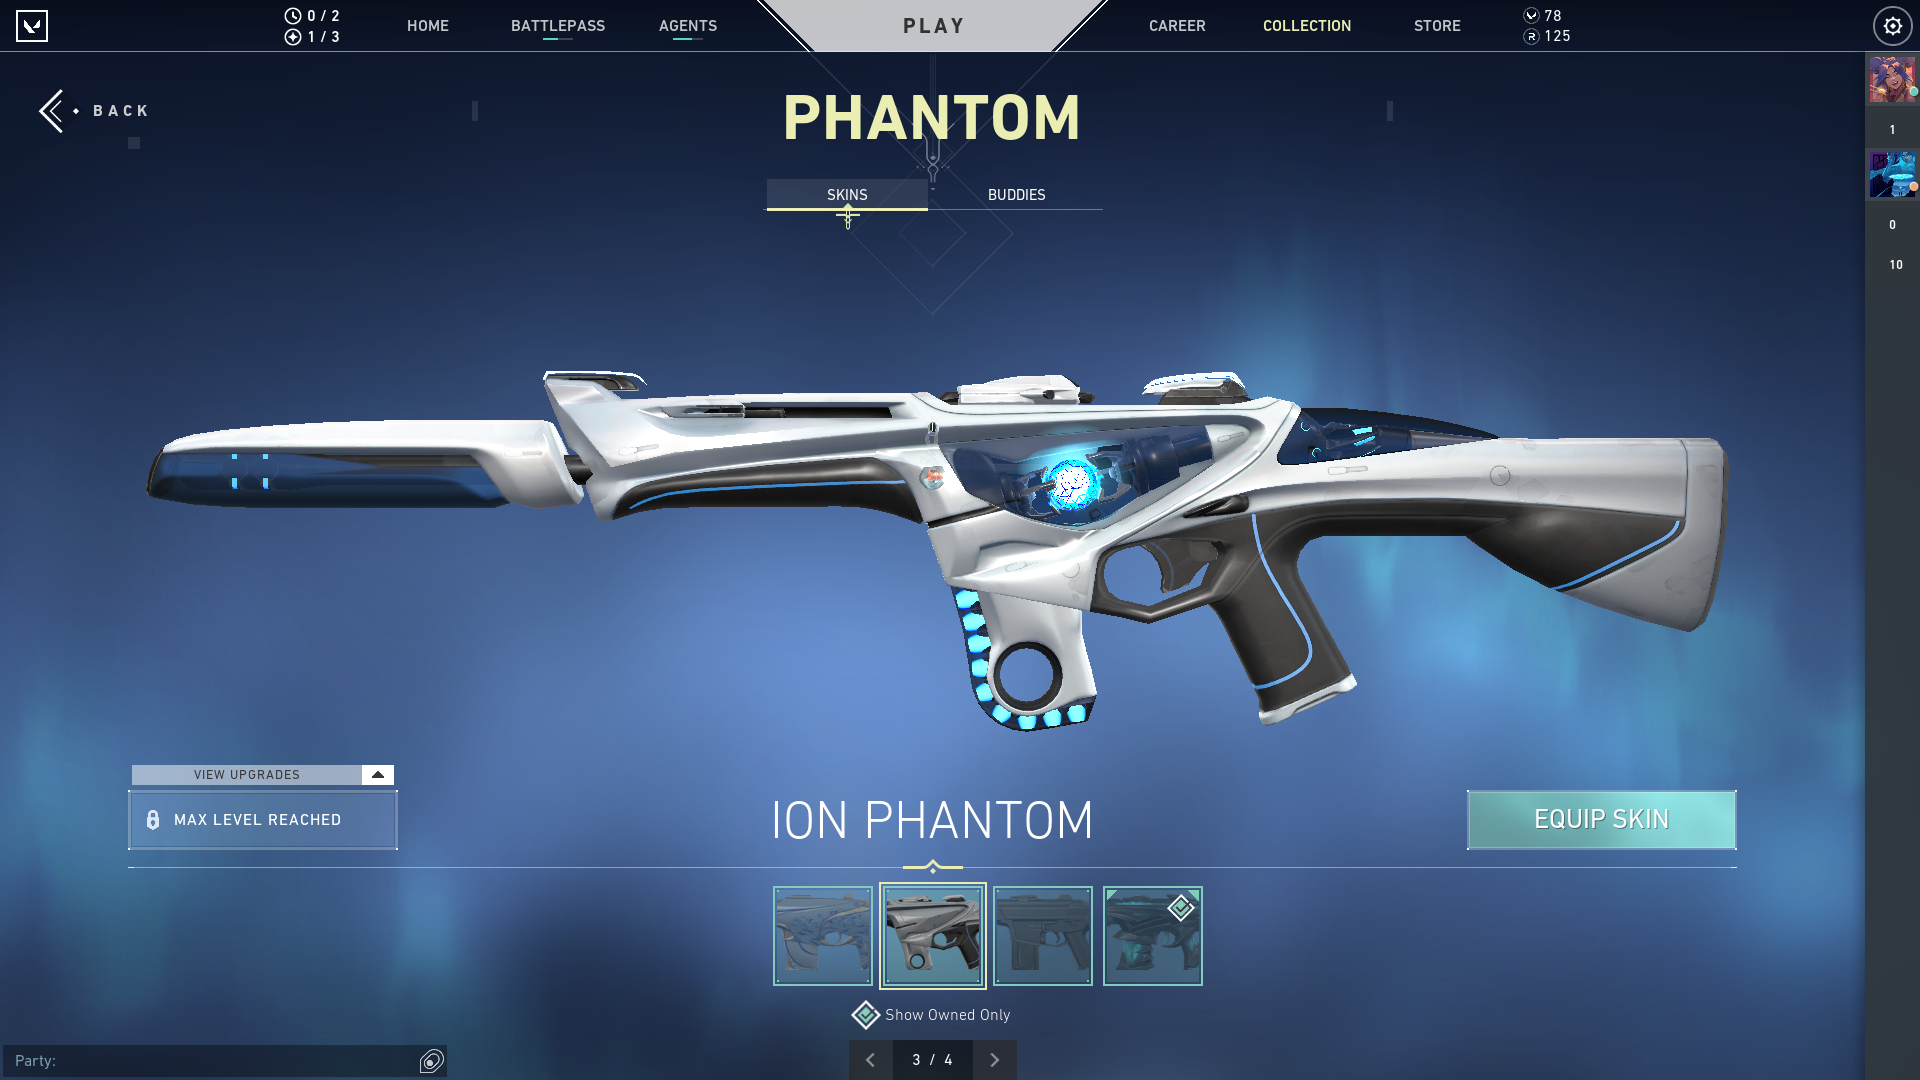 0 / 2
1 / 3
HOME
BATTLEPASS
AGENTS
PLAY
CAREER
COLLECTION
STORE
78
R 125
BACK
PHANTOM
SKINS
BUDDIES
1
0
10
VIEW UPGRADES
MAX LEVEL REACHED
ION PHANTOM
EQUIP SKIN
Show Owned Only
Party:
3 / 4